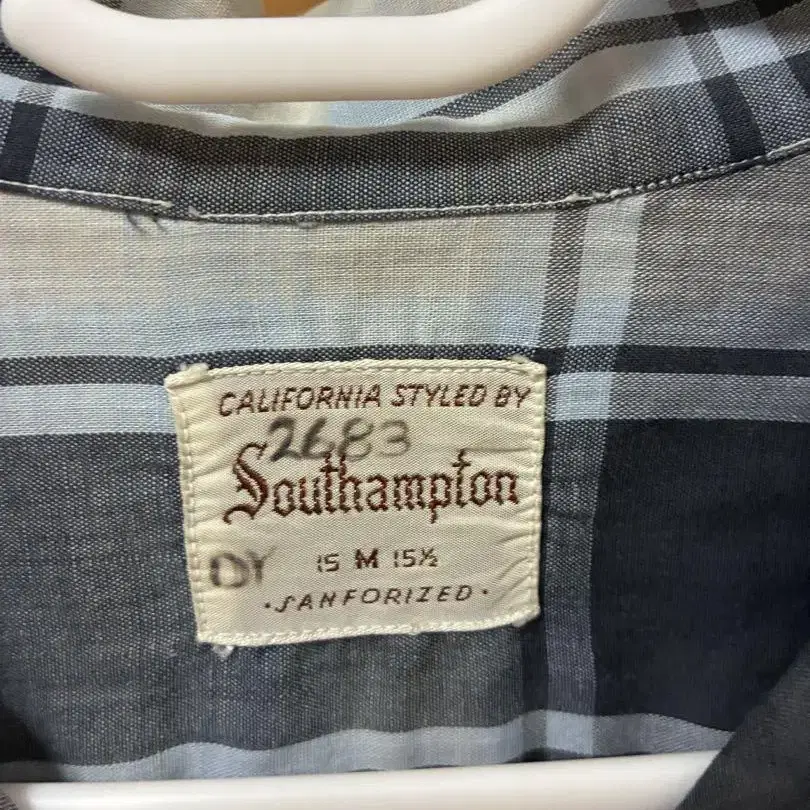 CALIFORNIA STYLED BY
2683
Southampton
DY 15 M 15½
·SANFORIZED·